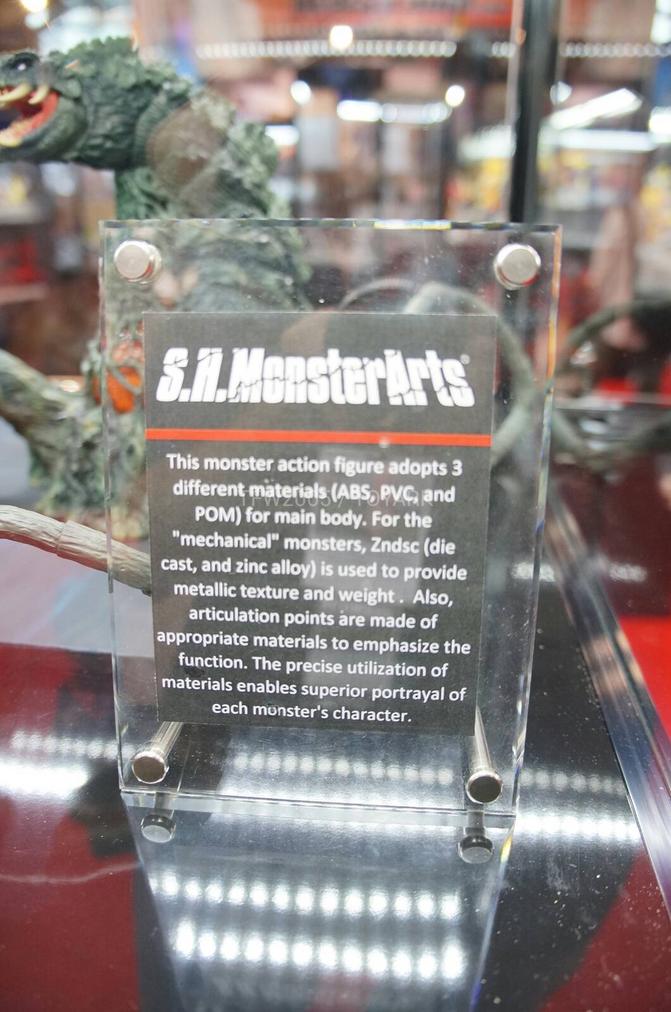 S.H.MonsterArts
This monster action figure adopts 3
different materials (ABS, PVC, and
POM) for main body. For the
"mechanical" monsters, Zndsc (die
cast, and zinc alloy) is used to provide
metallic texture and weight . Also,
articulation points are made of
appropriate materials to emphasize the
function. The precise utilization of
materials enables superior portrayal of
each monster's character.